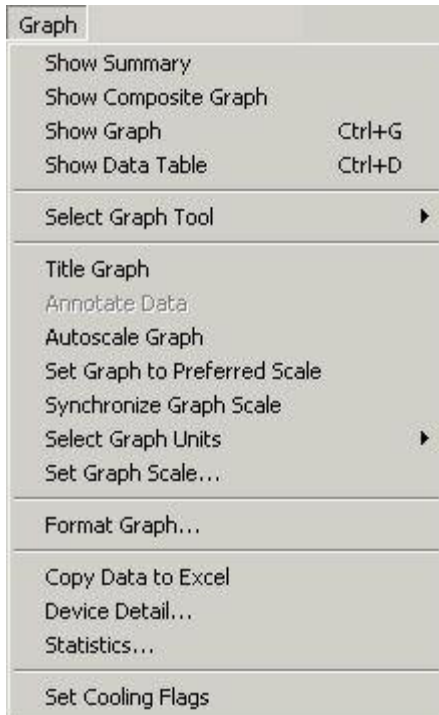 Graph
Show Summary
Show Composite Graph
Show Graph Ctrl+G
Show Data Table Ctrl+D
Select Graph Tool
Title Graph
Annotate Data
Autoscale Graph
Set Graph to Preferred Scale
Synchronize Graph Scale
Select Graph Units
Set Graph Scale...
Format Graph...
Copy Data to Excel
Device Detail...
Statistics...
Set Cooling Flags